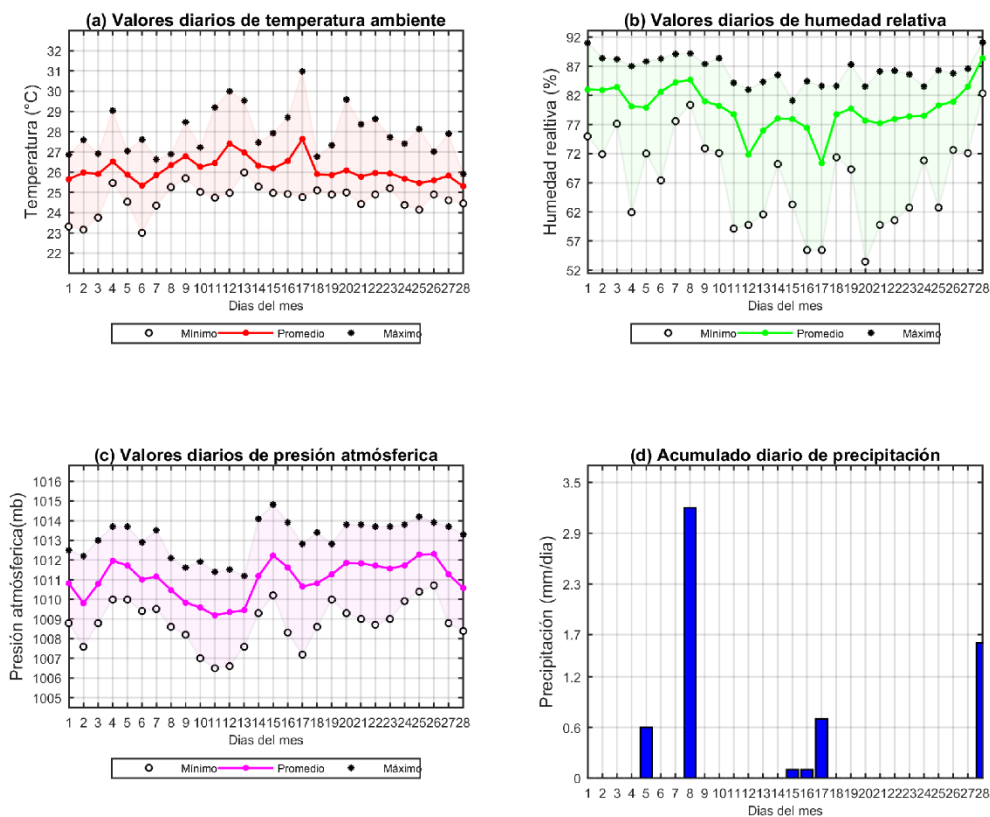 (a) Valores diarios de temperatura ambiente
Temperatura (°C)
32
31
30
29
28
27
26
25
24
23
22
1 2 3 4 5 6 7 8 9 10 11 12 13 14 15 16 17 18 19 20 21 22 23 24 25 26 27 28
Dias del mes
Mínimo Promedio Máximo
(b) Valores diarios de humedad relativa
Humedad realtiva (%)
92
87
82
77
72
67
62
57
52
1 2 3 4 5 6 7 8 9 10 11 12 13 14 15 16 17 18 19 20 21 22 23 24 25 26 27 28
Dias del mes
Mínimo Promedio Máximo
(c) Valores diarios de presión atmósferica
Presión atmósferica(mb)
1016
1015
1014
1013
1012
1011
1010
1009
1008
1007
1006
1005
1 2 3 4 5 6 7 8 9 10 11 12 13 14 15 16 17 18 19 20 21 22 23 24 25 26 27 28
Dias del mes
Mínimo Promedio Máximo
(d) Acumulado diario de precipitación
Precipitación (mm/dia)
3.5
2.9
2.3
1.7
1.2
0.6
0
1 2 3 4 5 6 7 8 9 10 11 12 13 14 15 16 17 18 19 20 21 22 23 24 25 26 27 28
Dias del mes